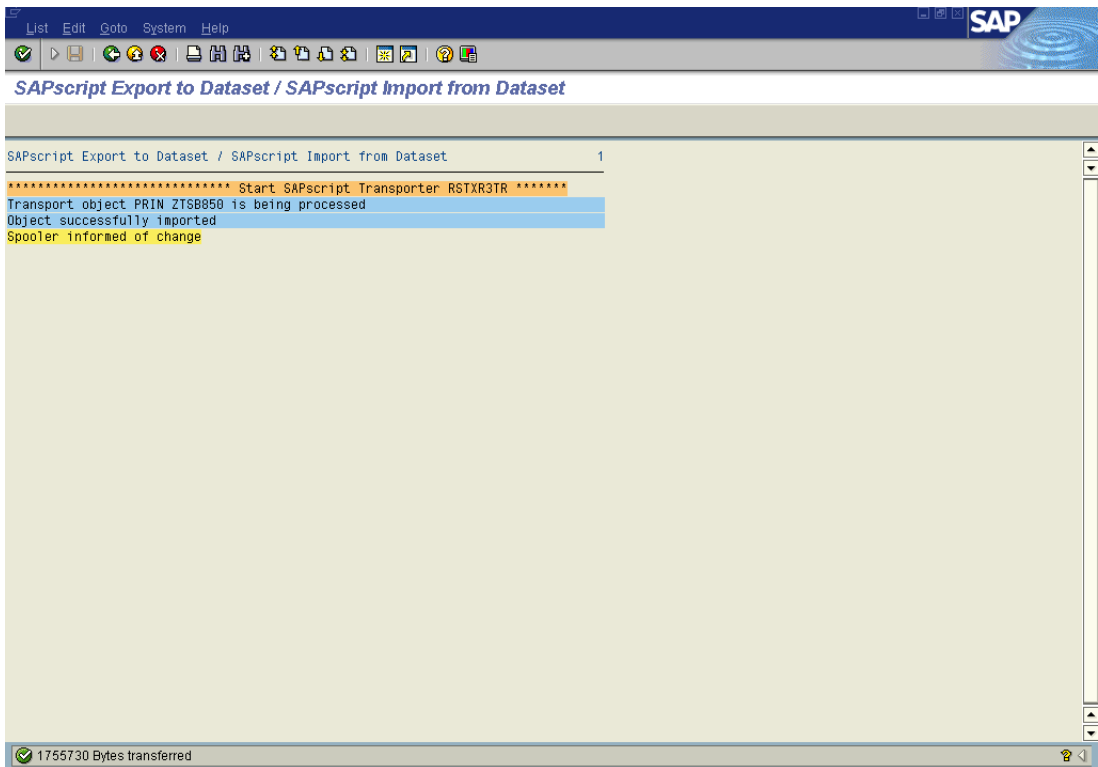 List Edit Goto System Help
SAP
SAPscript Export to Dataset / SAPscript Import from Dataset
SAPscript Export to Dataset / SAPscript Import from Dataset 1
****************************** Start SAPscript Transporter RSTXR3TR *******
Transport object PRIN ZTSB850 is being processed
Object successfully imported
Spooler informed of change
1755730 Bytes transferred